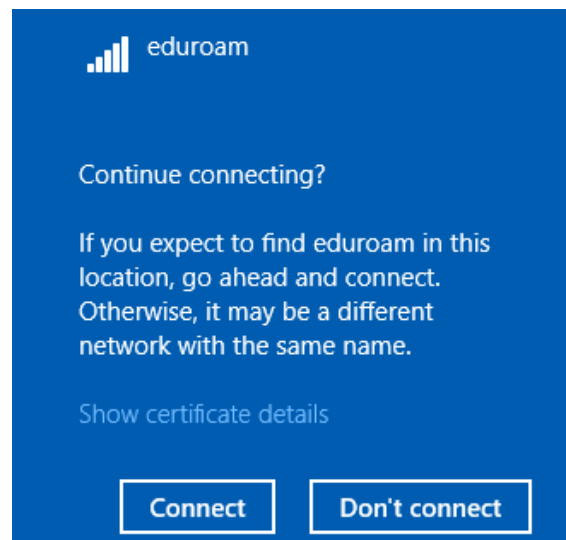 eduroam
Continue connecting?
If you expect to find eduroam in this
location, go ahead and connect.
Otherwise, it may be a different
network with the same name.
Show certificate details
Connect Don't connect